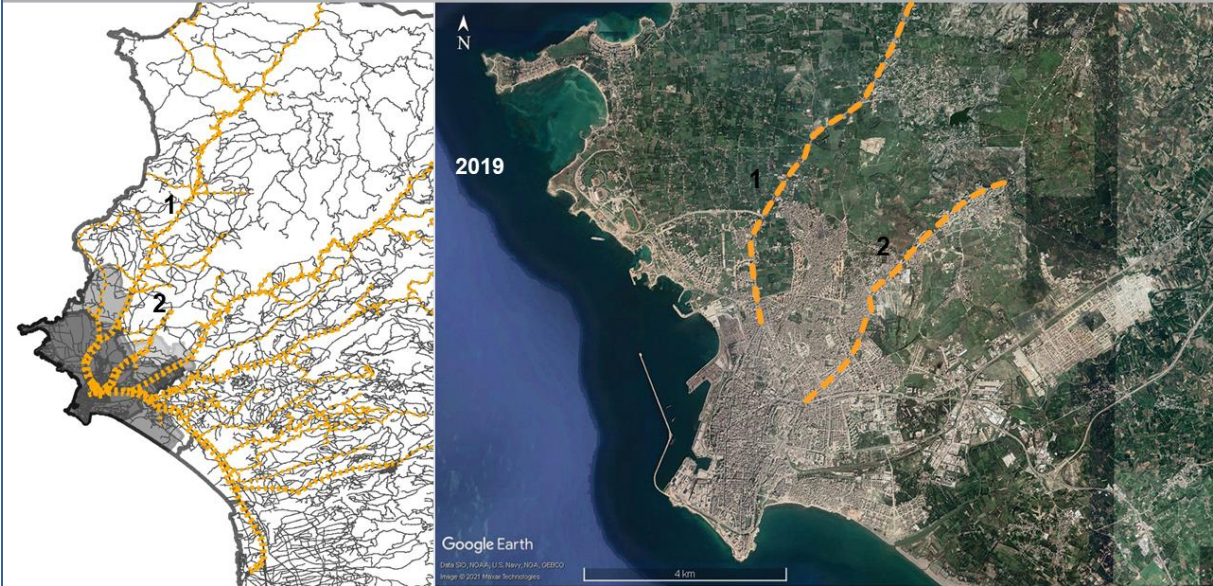 1
2
N
2019
1
2
Google Earth
Data SIO, NOAA, U.S. Navy, NGA, GEBCO
Image © 2021 Maxar Technologies
4 km